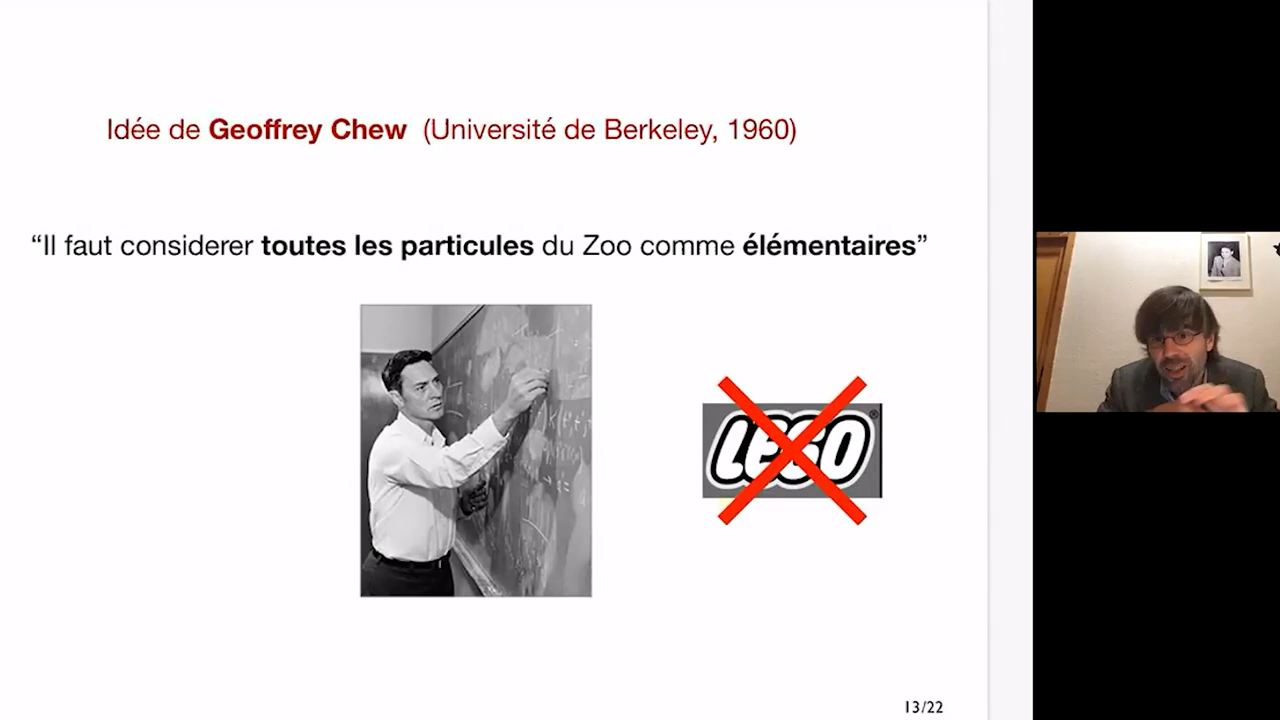 Idée de Geoffrey Chew (Université de Berkeley, 1960)
“Il faut considerer toutes les particules du Zoo comme élémentaires”
LEGO®
13/22